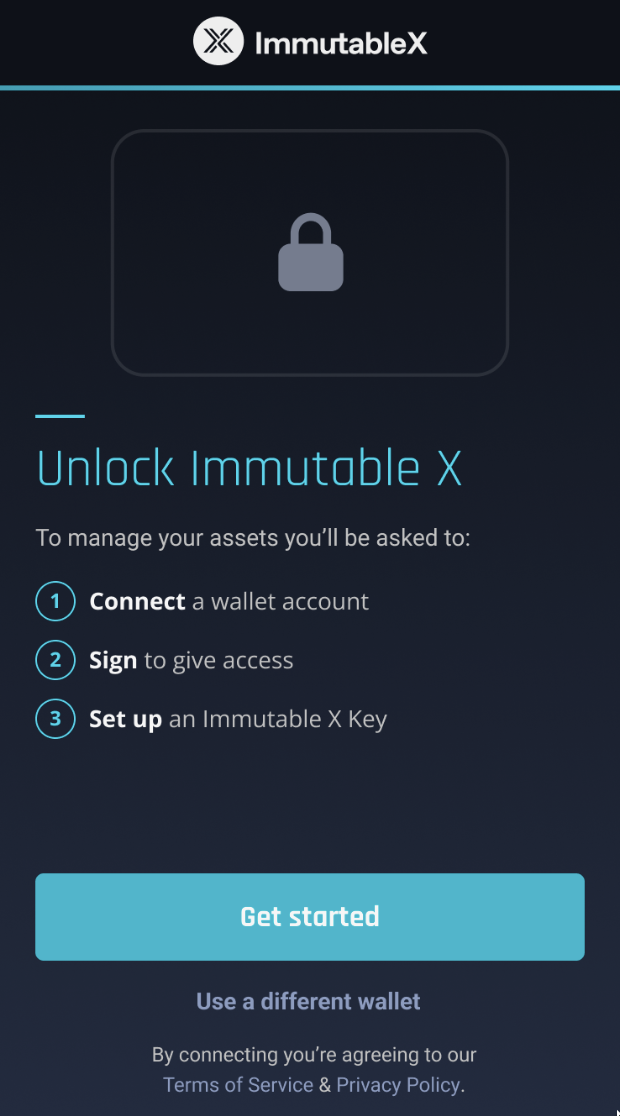 ImmutableX
Unlock Immutable X
To manage your assets you’ll be asked to:
1 Connect a wallet account
2 Sign to give access
3 Set up an Immutable X Key
Get started
Use a different wallet
By connecting you’re agreeing to our
Terms of Service & Privacy Policy.